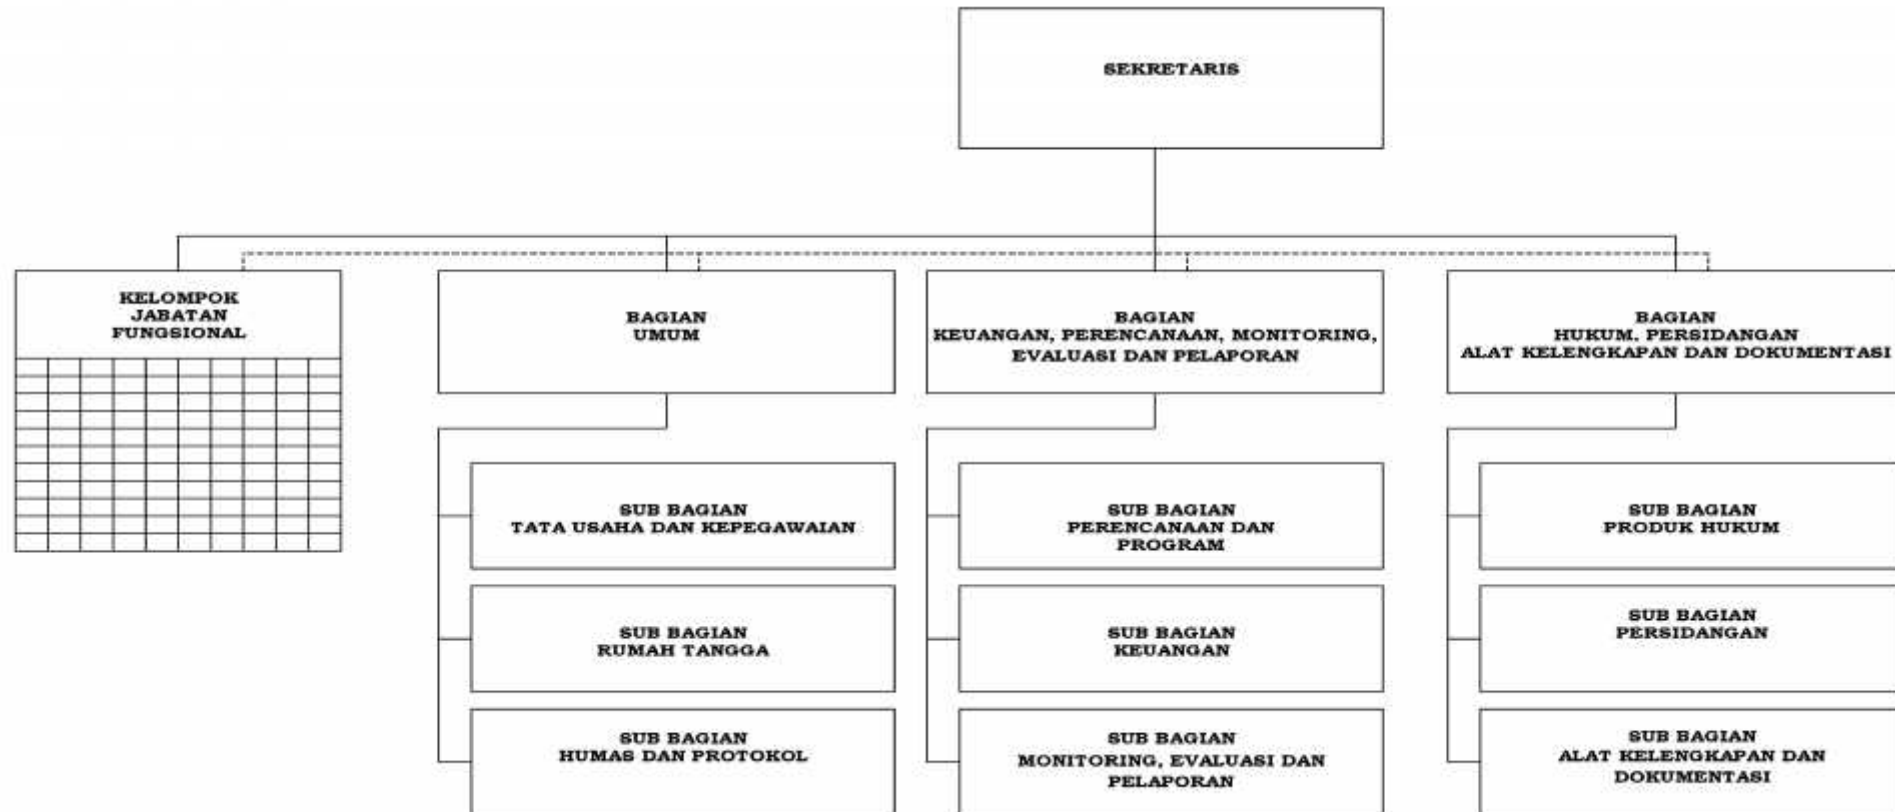 SEKRETARIS
KELOMPOK
JABATAN
FUNGSIONAL
BAGIAN
UMUM
BAGIAN
KEUANGAN, PERENCANAAN, MONITORING,
EVALUASI DAN PELAPORAN
BAGIAN
HUKUM, PERSIDANGAN
ALAT KELENGKAPAN DAN DOKUMENTASI
SUB BAGIAN
TATA USAHA DAN KEPEGAWAIAN
SUB BAGIAN
PERENCANAAN DAN
PROGRAM
SUB BAGIAN
PRODUK HUKUM
SUB BAGIAN
RUMAH TANGGA
SUB BAGIAN
KEUANGAN
SUB BAGIAN
PERSIDANGAN
SUB BAGIAN
HUMAS DAN PROTOKOL
SUB BAGIAN
MONITORING, EVALUASI DAN
PELAPORAN
SUB BAGIAN
ALAT KELENGKAPAN DAN
DOKUMENTASI